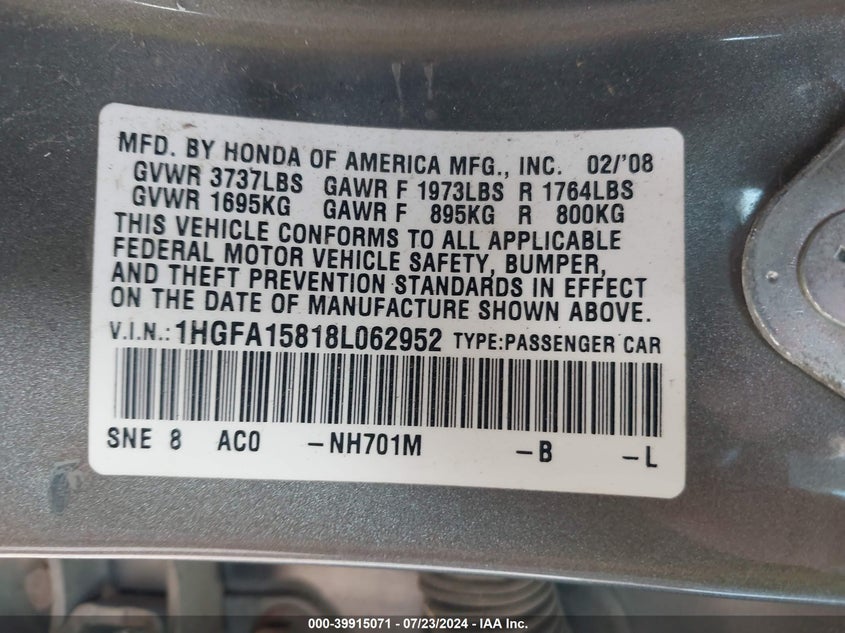 MFD. BY HONDA OF AMERICA MFG., INC. 02/'08
GVWR 3737LBS GAWR F 1973LBS R 1764LBS
GVWR 1695KG GAWR F 895KG R 800KG
THIS VEHICLE CONFORMS TO ALL APPLICABLE
FEDERAL MOTOR VEHICLE SAFETY, BUMPER,
AND THEFT PREVENTION STANDARDS IN EFFECT
ON THE DATE OF MANUFACTURE SHOWN ABOVE.
V.I.N.: 1HGFA15818L062952 TYPE:PASSENGER CAR
SNE 8 AC0 -NH701M -B -L
000-39915071 - 07/23/2024 - IAA Inc.